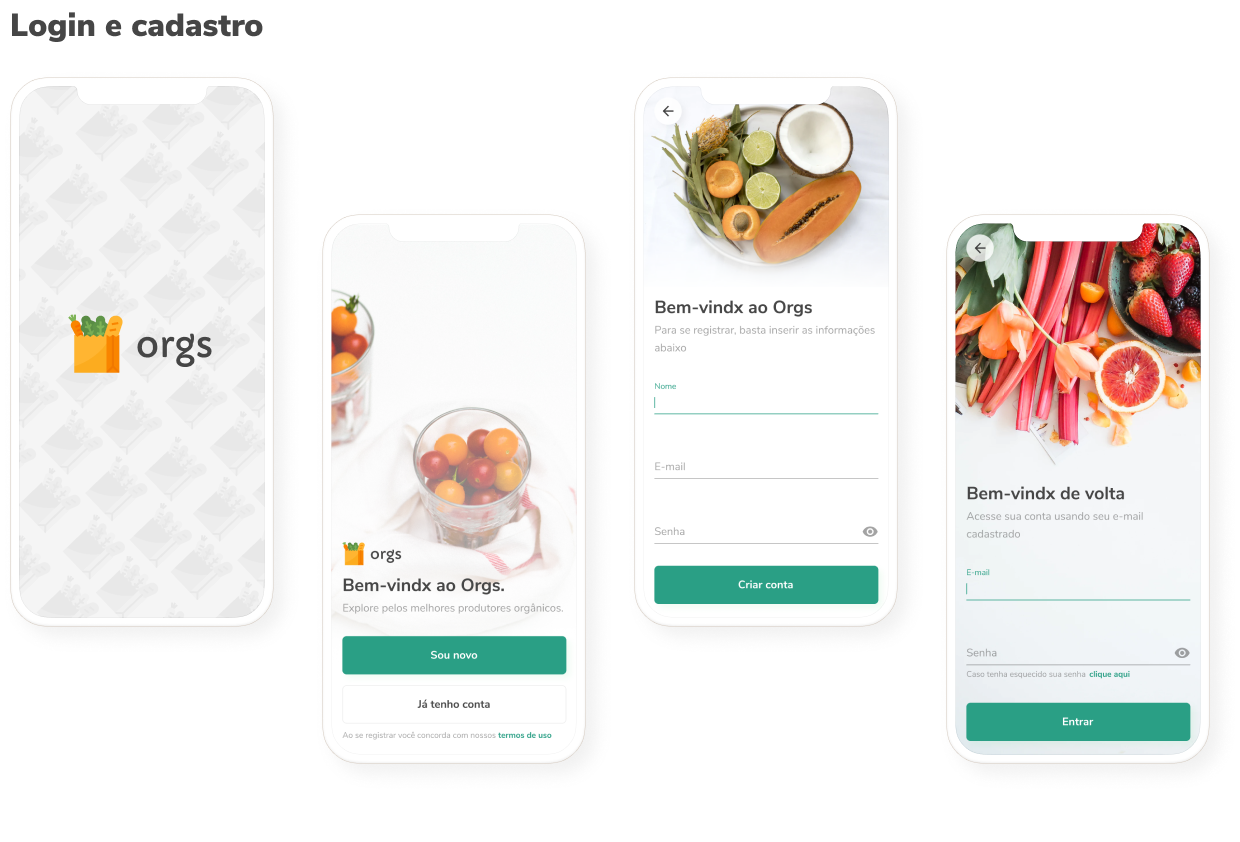 Login e cadastro
orgs
orgs
Bem-vindx ao Orgs.
Explore pelos melhores produtores orgânicos.
Sou novo
Já tenho conta
Ao se registrar você concorda com nossos termos de uso
Bem-vindx ao Orgs
Para se registrar, basta inserir as informações
abaixo
Nome
E-mail
Senha
Criar conta
Bem-vindx de volta
Acesse sua conta usando seu e-mail
cadastrado
E-mail
Senha
Caso tenha esquecido sua senha clique aqui
Entrar